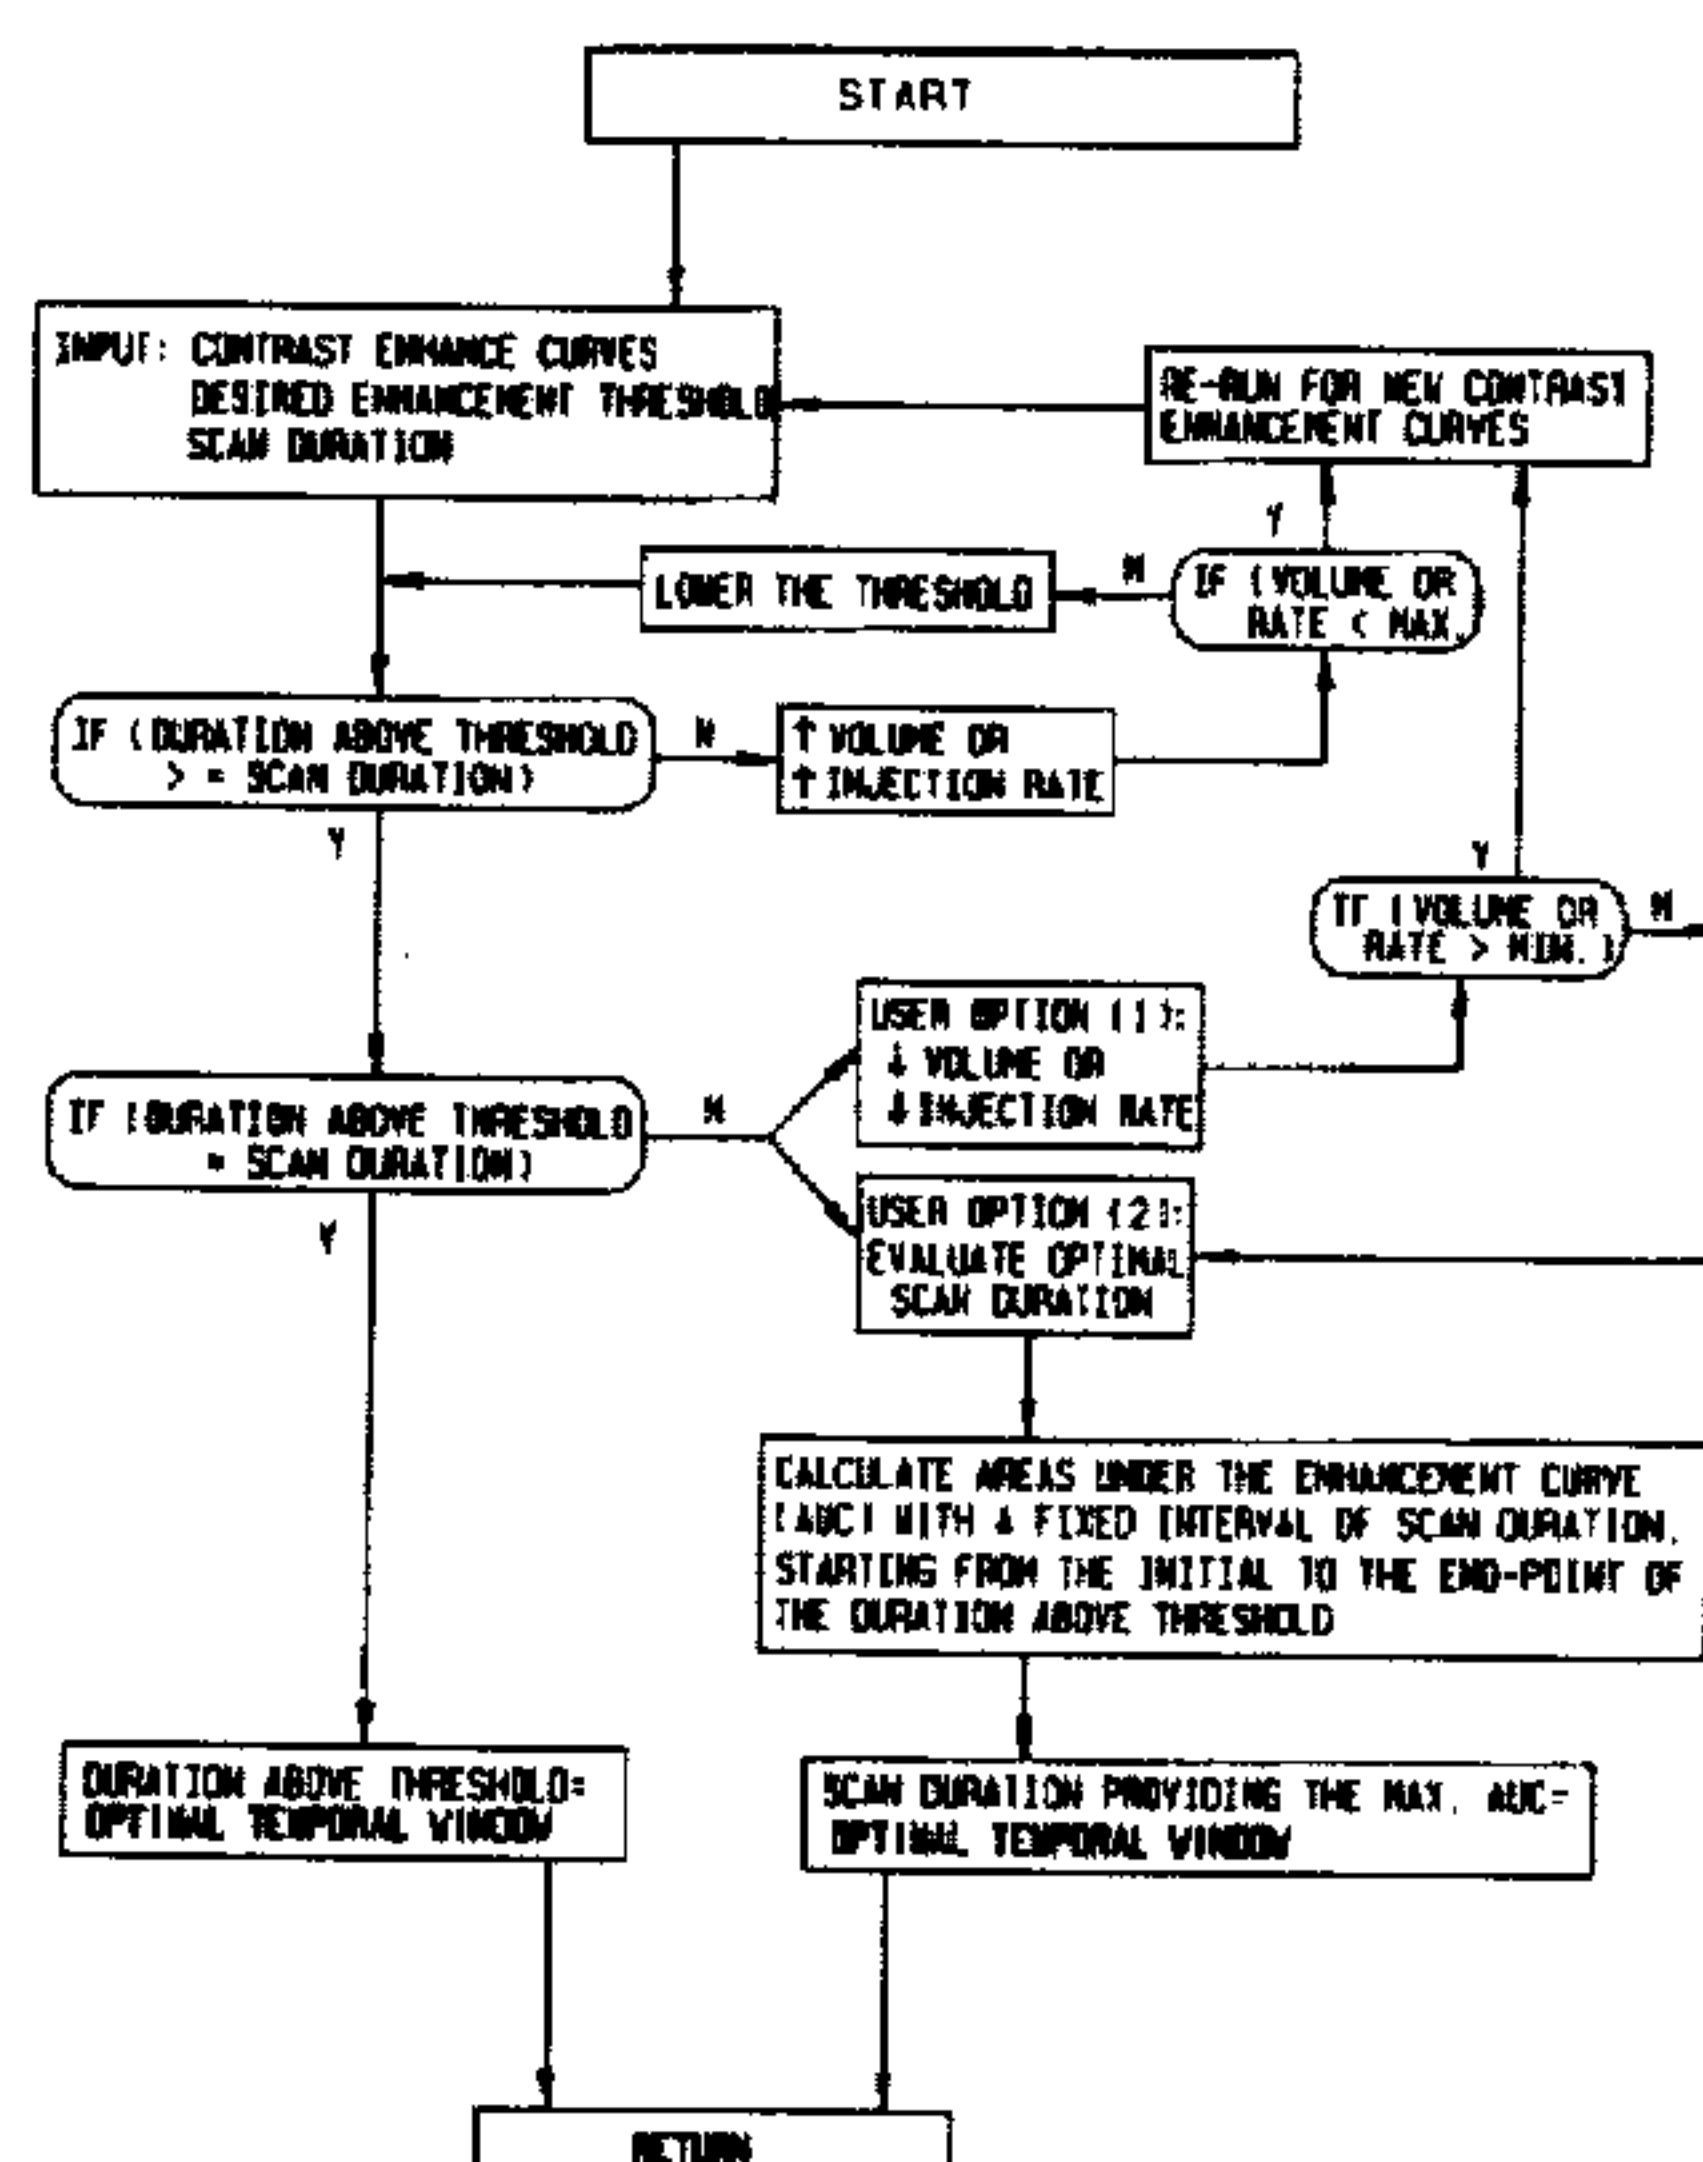 START
INPUT: CONTRAST ENHANCE CURVES
DESIRED ENHANCEMENT THRESHOLD
SCAN DURATION
RE-RUN FOR NEW CONTRAST
ENHANCEMENT CURVES
Y
LOWER THE THRESHOLD
N
IF (VOLUME OR
RATE < MAX.
IF (DURATION ABOVE THRESHOLD
> = SCAN DURATION)
N
↑ VOLUME OR
↑ INJECTION RATE
Y
Y
IF (VOLUME OR
RATE > MIN.)
N
USER OPTION (1):
↓ VOLUME OR
↓ INJECTION RATE
IF (DURATION ABOVE THRESHOLD
= SCAN DURATION)
N
Y
USER OPTION (2):
EVALUATE OPTIMAL
SCAN DURATION
CALCULATE AREAS UNDER THE ENHANCEMENT CURVE
(AUC) WITH A FIXED INTERVAL OF SCAN DURATION,
STARTING FROM THE INITIAL TO THE END-POINT OF
THE DURATION ABOVE THRESHOLD
DURATION ABOVE THRESHOLD=
OPTIMAL TEMPORAL WINDOW
SCAN DURATION PROVIDING THE MAX. AUC=
OPTIMAL TEMPORAL WINDOW
RETURN